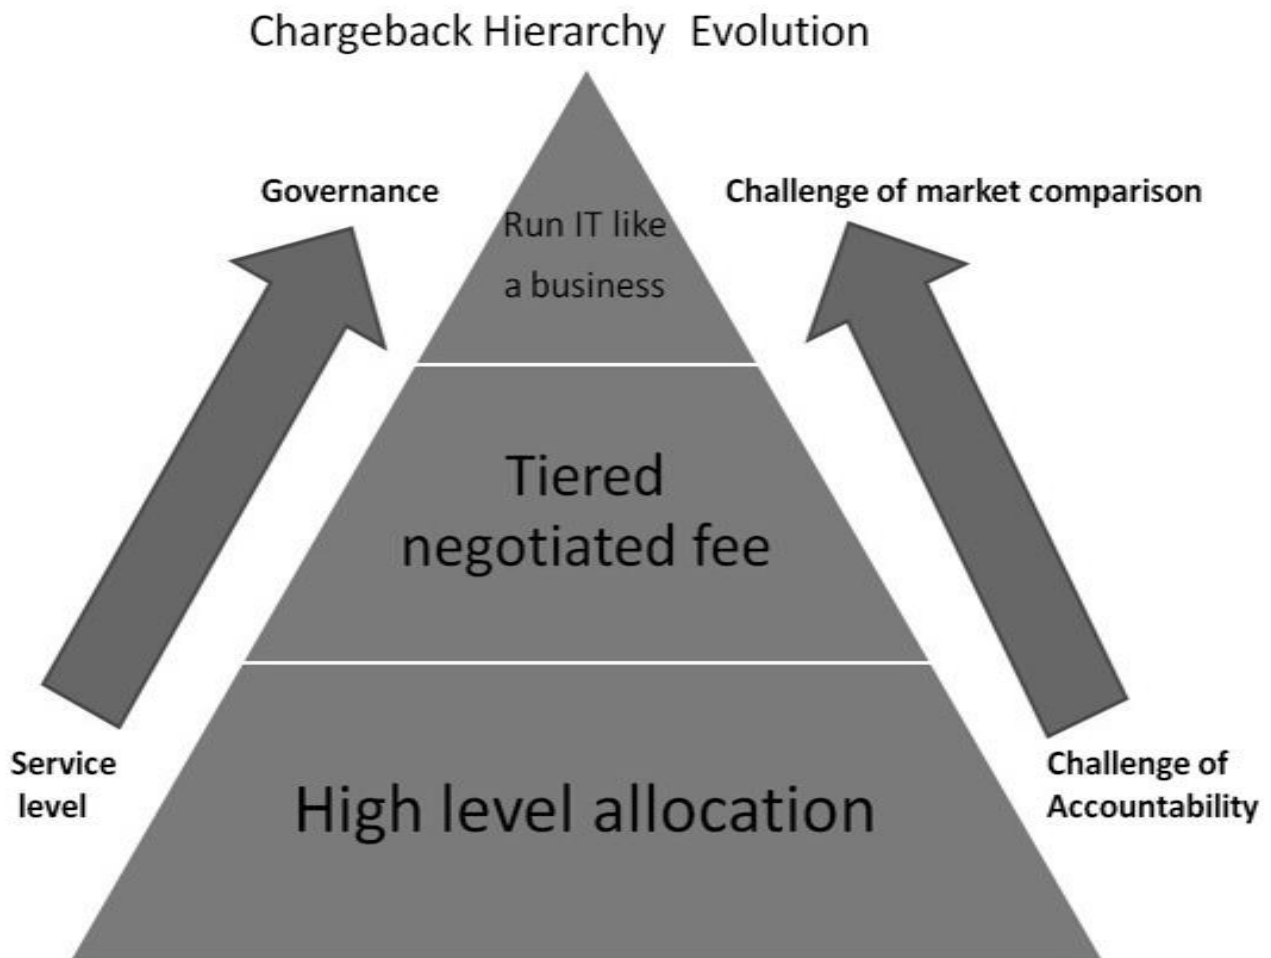 Chargeback Hierarchy Evolution
Governance
Challenge of market comparison
Run IT like
a business
Tiered
negotiated fee
Service
level
High level allocation
Challenge of
Accountability